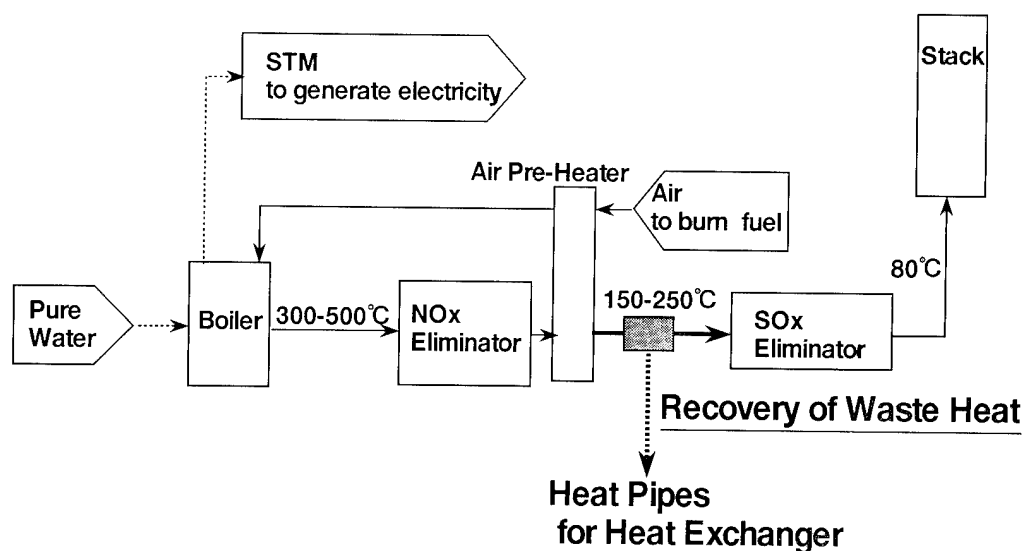 STM
to generate electricity
Stack
Air Pre-Heater
Air
to burn fuel
80℃
Pure
Water
Boiler
300-500℃
NOx
Eliminator
150-250℃
SOx
Eliminator
Recovery of Waste Heat
Heat Pipes
for Heat Exchanger